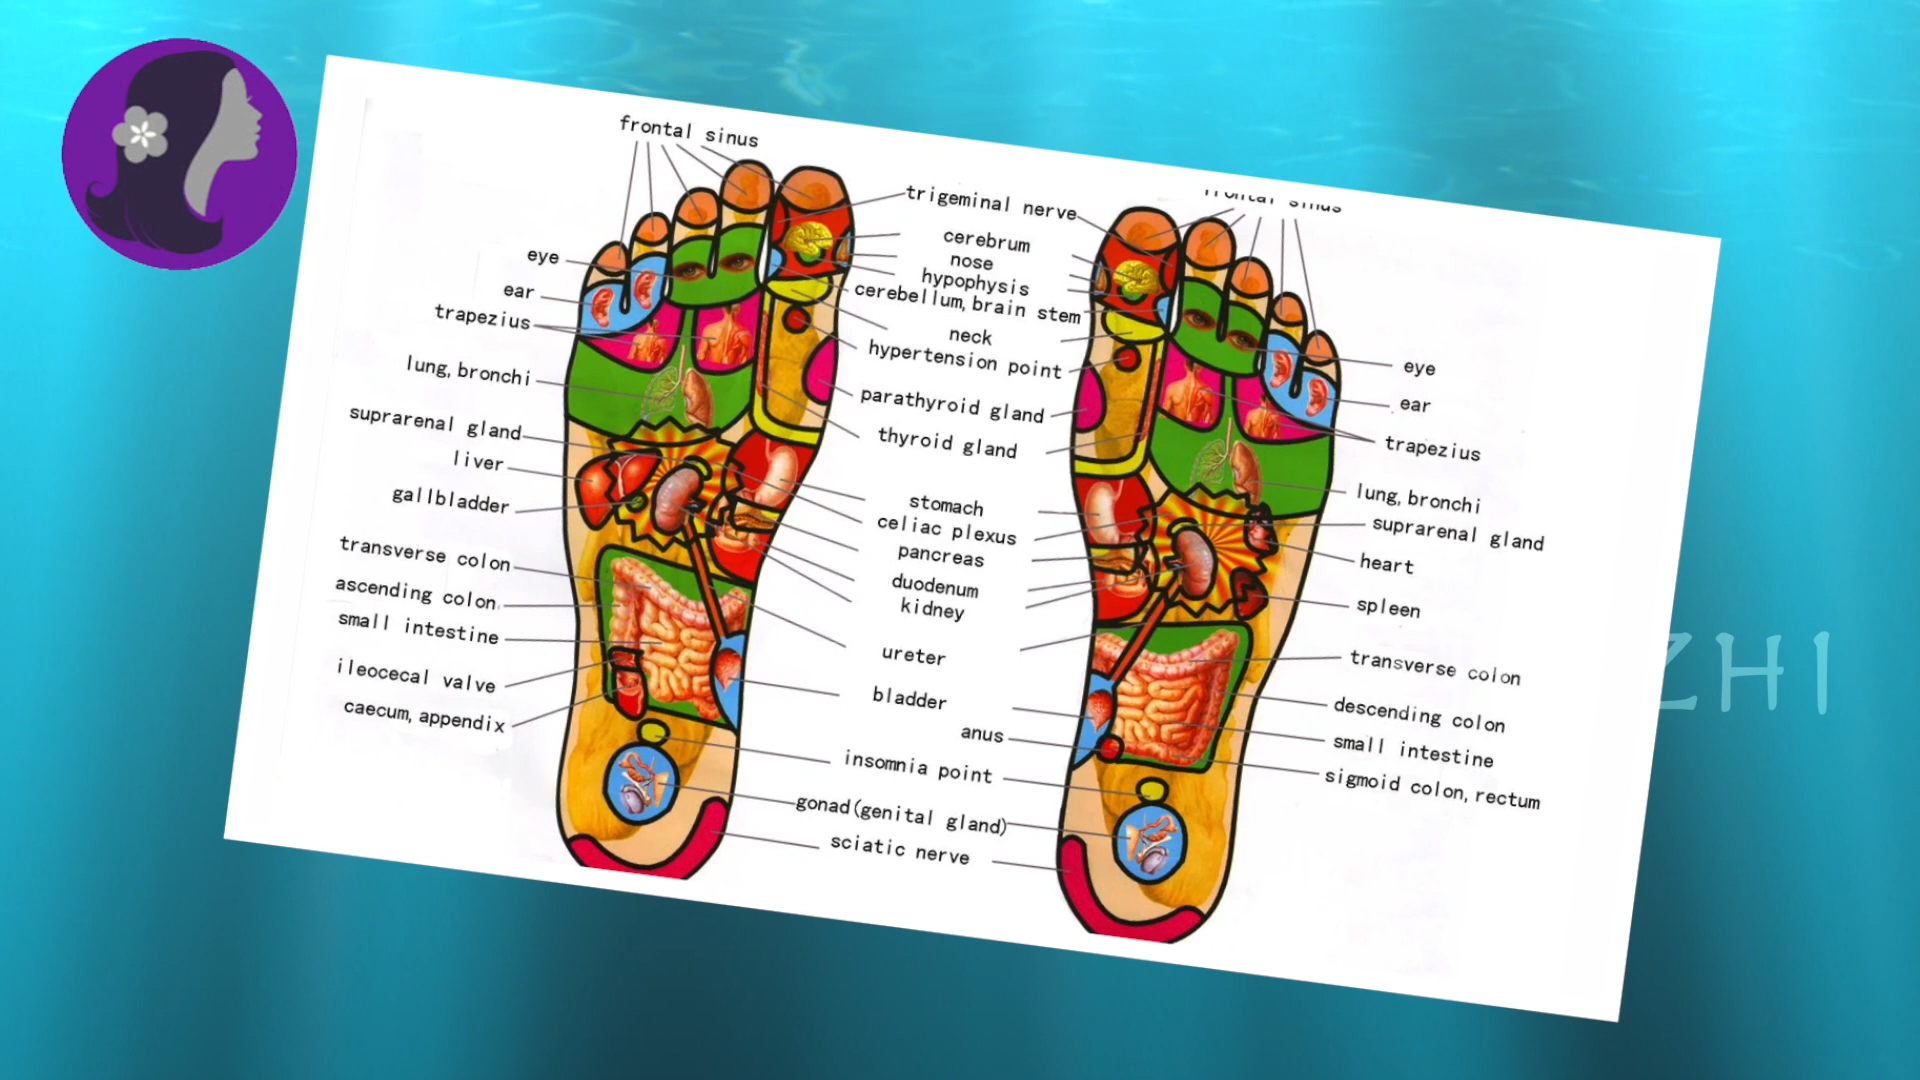 frontal sinus
eye
ear
trapezius
lung, bronchi
suprarenal gland
liver
gallbladder
transverse colon
ascending colon
small intestine
ileocecal valve
caecum, appendix
trigeminal nerve
cerebrum
nose
hypophysis
cerebellum, brain stem
neck
hypertension point
parathyroid gland
thyroid gland
stomach
celiac plexus
pancreas
duodenum
kidney
ureter
bladder
anus
insomnia point
gonad(genital gland)
sciatic nerve
frontal sinus
eye
ear
trapezius
lung, bronchi
suprarenal gland
heart
spleen
transverse colon
descending colon
small intestine
sigmoid colon, rectum
ZHI